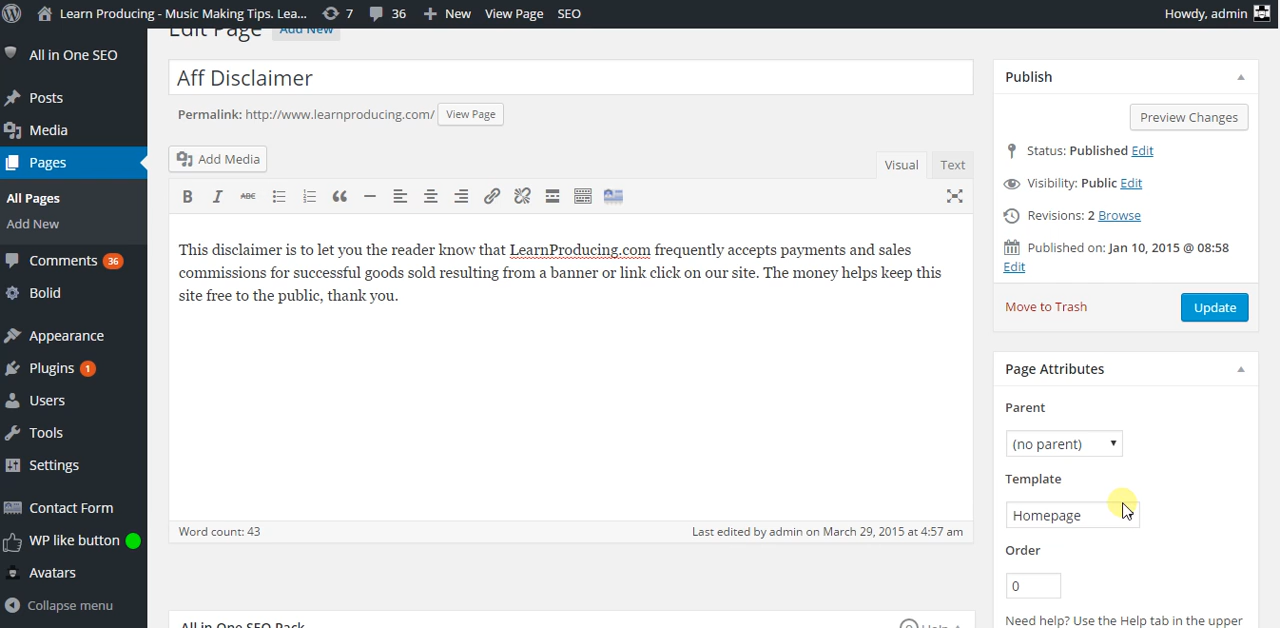 Learn Producing - Music Making Tips. Lea... 7 36 New View Page SEO Howdy, admin
Edit Page Add New
All in One SEO
Posts
Media
Pages
All Pages
Add New
Comments 36
Bolid
Appearance
Plugins 1
Users
Tools
Settings
Contact Form
WP like button
Avatars
Collapse menu
Aff Disclaimer
Permalink: http://www.learnproducing.com/ View Page
Add Media
Visual Text
B I ABC
This disclaimer is to let you the reader know that LearnProducing.com frequently accepts payments and sales
commissions for successful goods sold resulting from a banner or link click on our site. The money helps keep this
site free to the public, thank you.
Word count: 43 Last edited by admin on March 29, 2015 at 4:57 am
All in One SEO Pack Help
Publish
Preview Changes
Status: Published Edit
Visibility: Public Edit
Revisions: 2 Browse
Published on: Jan 10, 2015 @ 08:58
Edit
Move to Trash Update
Page Attributes
Parent
(no parent)
Template
Homepage
Order
0
Need help? Use the Help tab in the upper